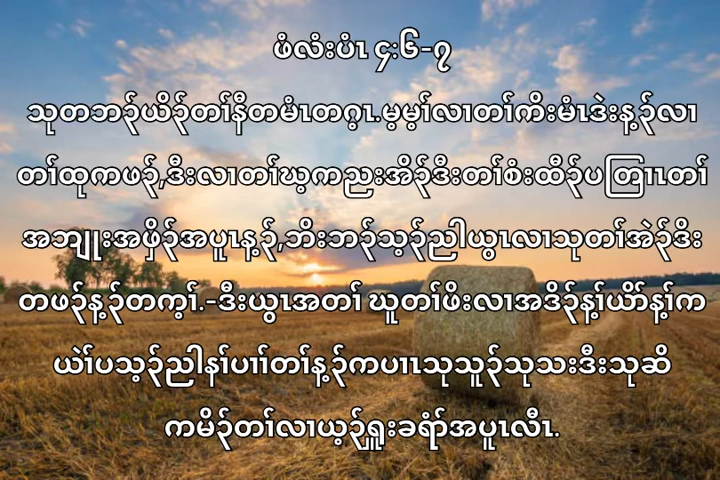 ဖံလံးပံၤ ၄:၆-၇
သုတဘၣ်ယိၣ်တၢ်နီတမံၤတဂ့ၤ.မ့မ့ၢ်လၢတၢ်ကိးမံၤဒဲးန့ၣ်လၢ
တၢ်ထုကဖၣ်,ဒီးလၢတၢ်ဃ့ကညးအိၣ်ဒီးတၢ်စံးထီၣ်ပတြၢၤတၢ်
အဘျုးအဖှိၣ်အပူၤန့ၣ်,ဘိးဘၣ်သ့ၣ်ညါယွၤလၢသုတၢ်အဲၣ်ဒိး
တဖၣ်န့ၣ်တက့ၢ်.-ဒီးယွၤအတၢ် ဃူတၢ်ဖိးလၢအဒိၣ်န့ၢ်ယိာ်န့ၢ်က
ယဲၢ်ပသ့ၣ်ညါနၢ်ပၢၢ်တၢ်န့ၣ်ကပၢၤသုသူၣ်သုသးဒီးသုဆိ
ကမိၣ်တၢ်လၢယ့ၣ်ရှူးခရံာ်အပူၤလီၤ.